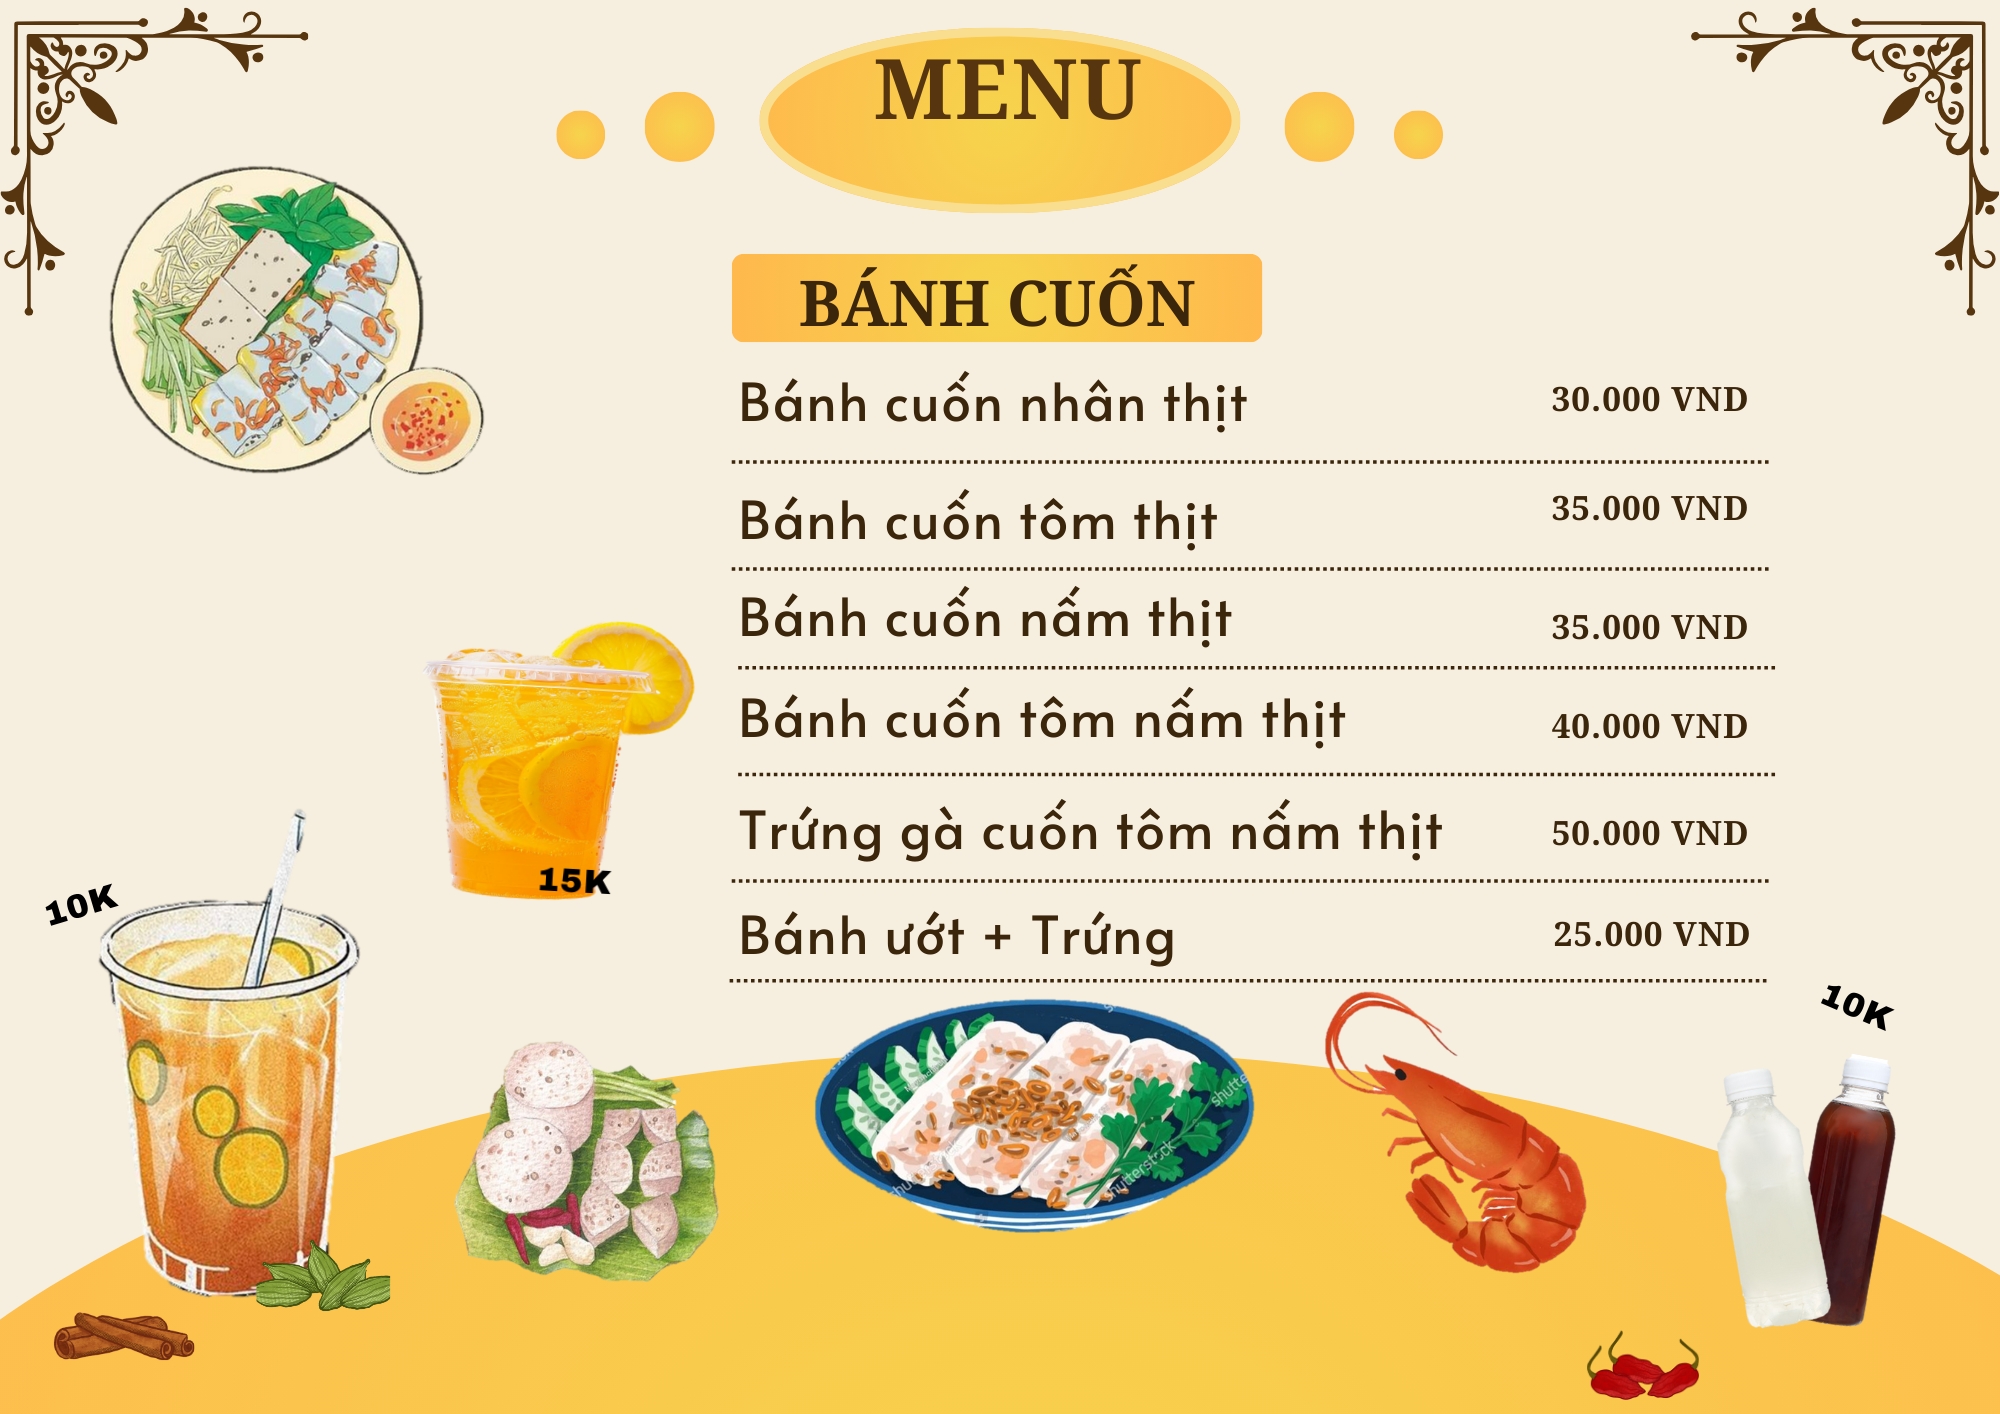 MENU
BÁNH CUỐN
Bánh cuốn nhân thịt
30.000 VND
Bánh cuốn tôm thịt
35.000 VND
Bánh cuốn nấm thịt
35.000 VND
Bánh cuốn tôm nấm thịt
40.000 VND
Trứng gà cuốn tôm nấm thịt
50.000 VND
Bánh ướt + Trứng
25.000 VND
15K
10K
10K
shutterstock